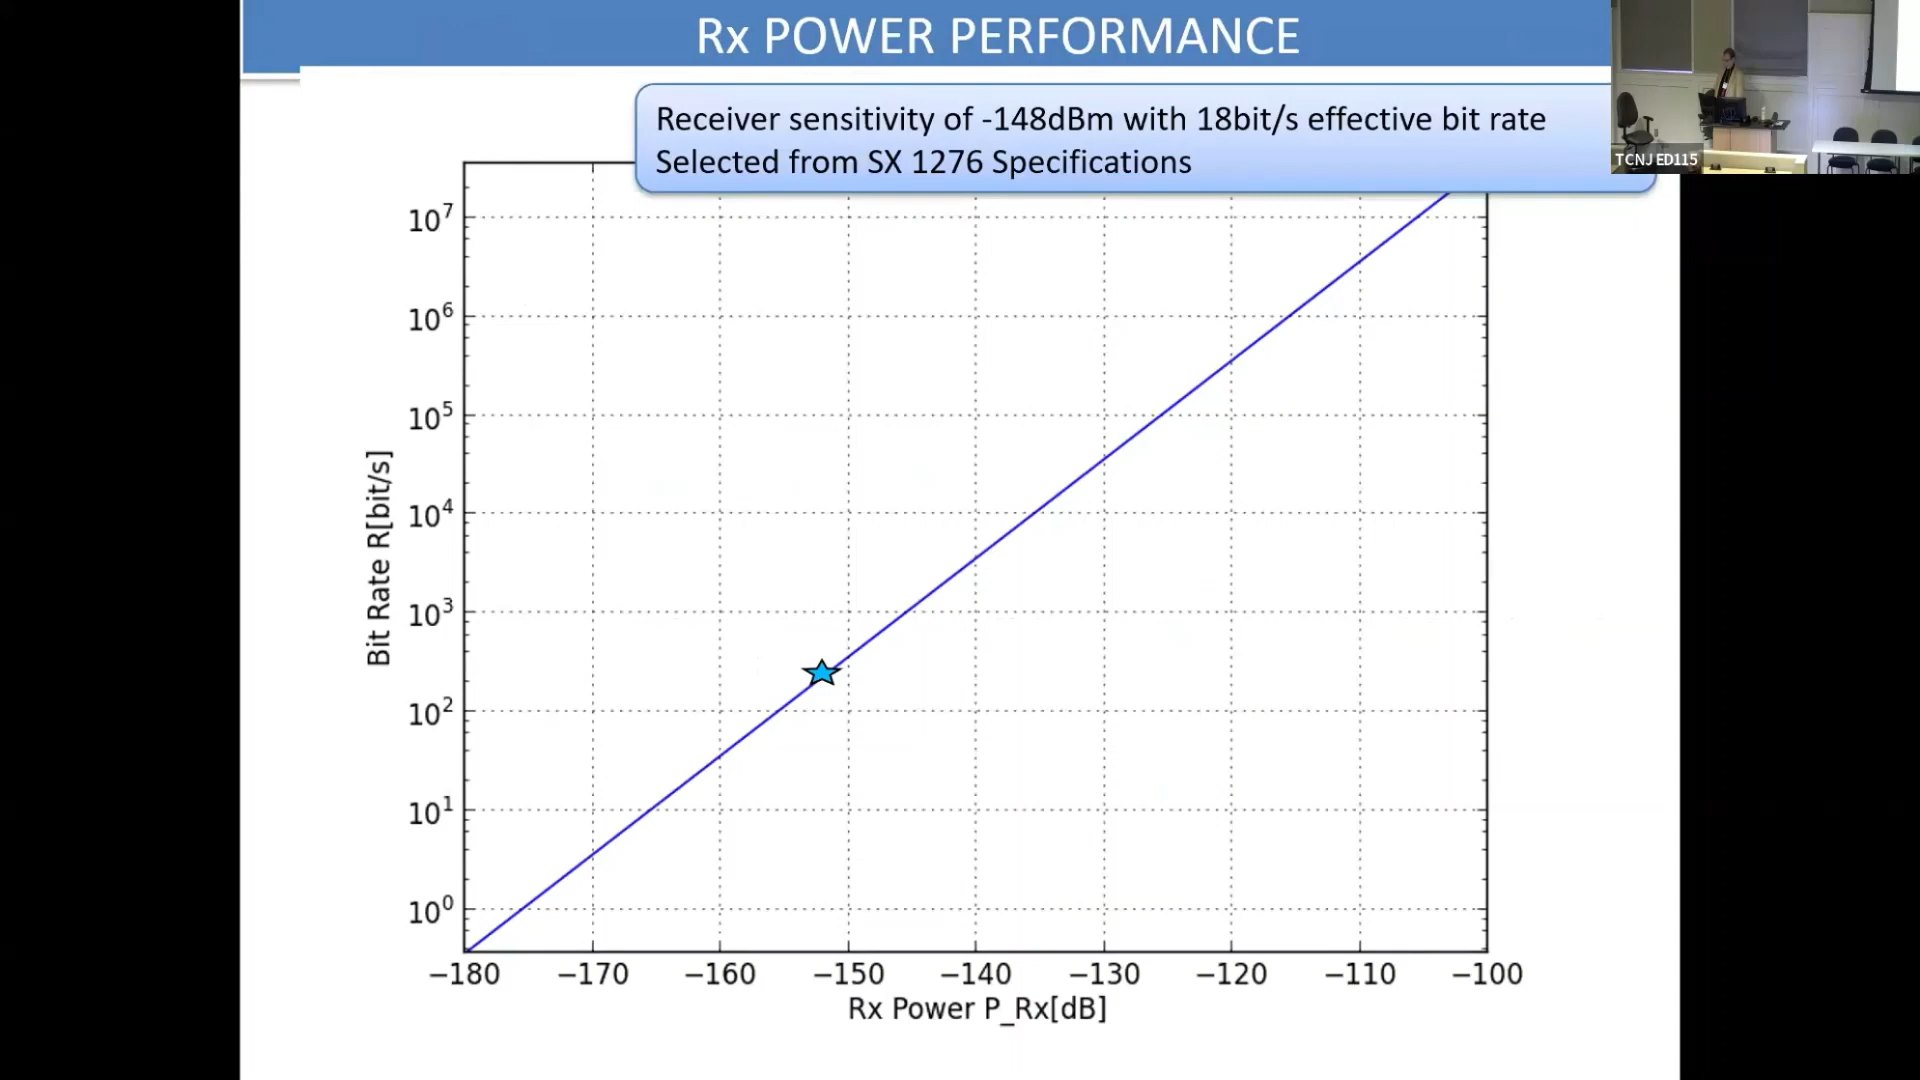 Rx POWER PERFORMANCE
Receiver sensitivity of -148dBm with 18bit/s effective bit rate
Selected from SX 1276 Specifications
TCNJ ED115
10⁷
10⁶
10⁵
10⁴
10³
10²
10¹
10⁰
Bit Rate R[bit/s]
−180 −170 −160 −150 −140 −130 −120 −110 −100
Rx Power P_Rx[dB]